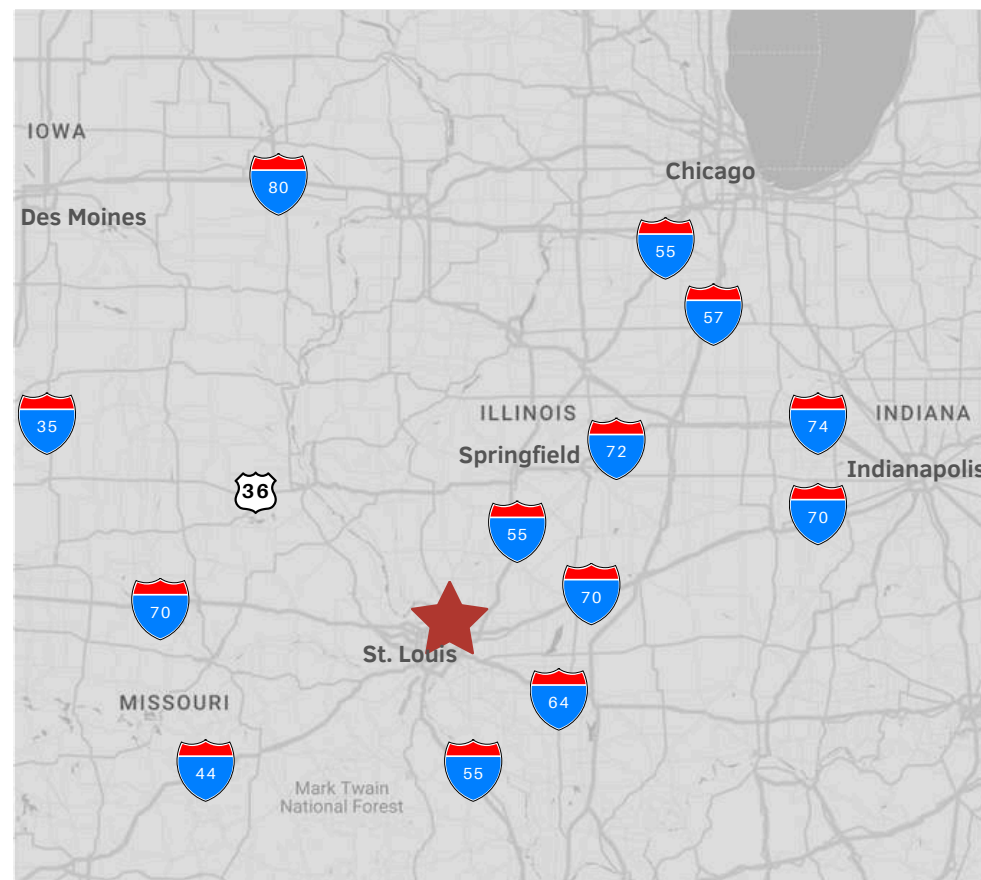 IOWA
Chicago
80
Des Moines
55
57
35
ILLINOIS
74
INDIANA
Springfield
72
Indianapolis
36
70
55
70
70
St. Louis
64
MISSOURI
44
55
Mark Twain
National Forest